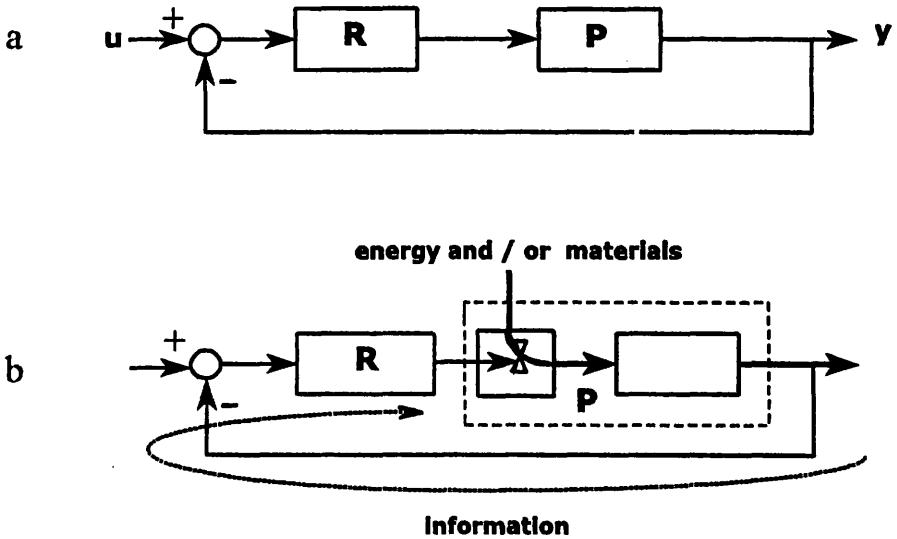 a
u
+
−
R
P
y
energy and / or materials
b
+
−
R
P
information